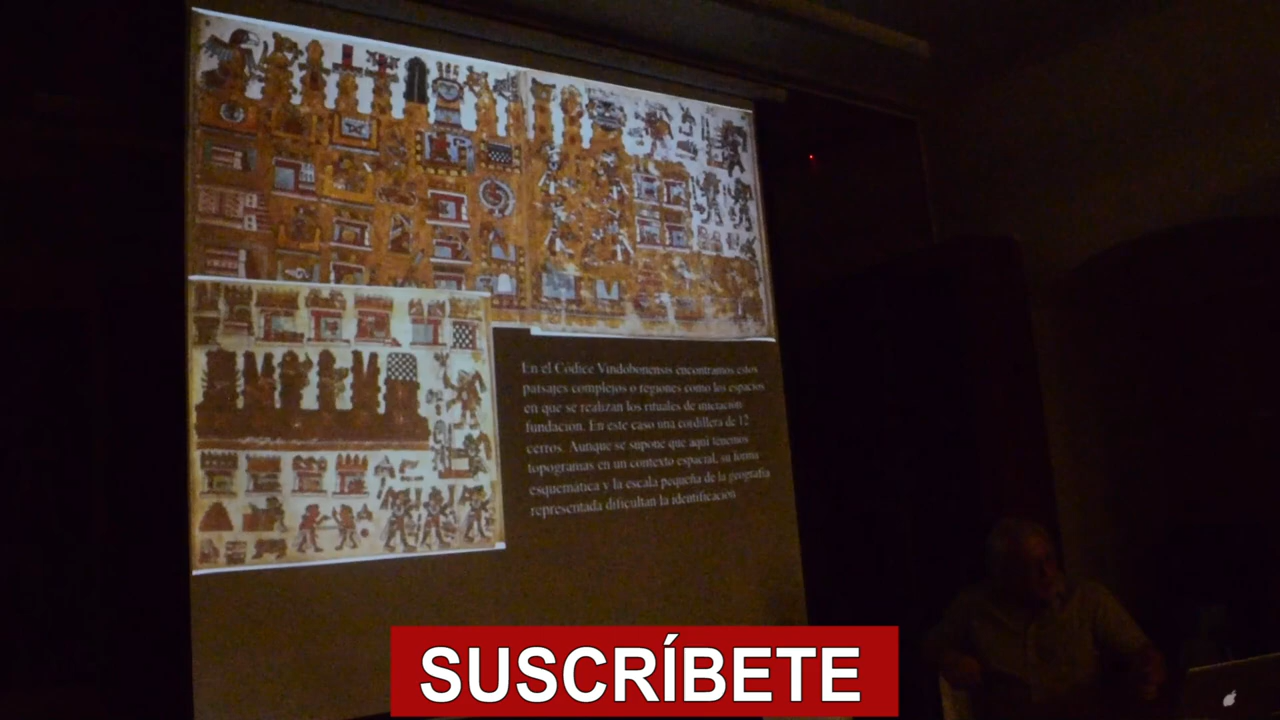 En el Códice Vindobonensis encontramos estos
paisajes complejos o regiones como los espacios
en que se realizan los rituales de iniciación
fundación. En este caso una cordillera de 12
cerros. Aunque se supone que aquí tenemos
topogramas en un contexto espacial, su forma
esquemática y la escala pequeña de la geografía
representada dificultan la identificación
SUSCRÍBETE